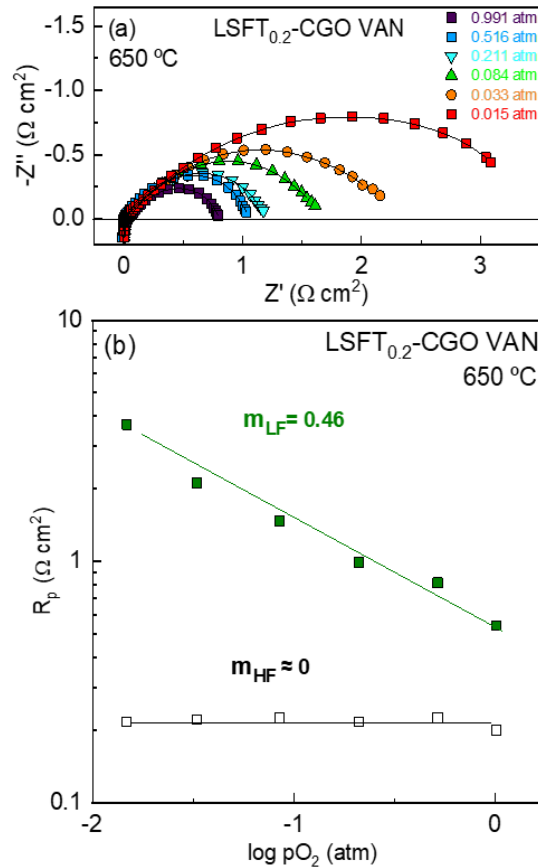 (a) LSFT₀.₂-CGO VAN
650 ºC
0.991 atm
0.516 atm
0.211 atm
0.084 atm
0.033 atm
0.015 atm
-1.5
-1.0
-0.5
0.0
-Z'' (Ω cm²)
0 1 2 3
Z' (Ω cm²)
(b) LSFT₀.₂-CGO VAN
650 ºC
m_LF= 0.46
m_HF ≈ 0
10
1
0.1
Rₚ (Ω cm²)
-2 -1 0
log pO₂ (atm)